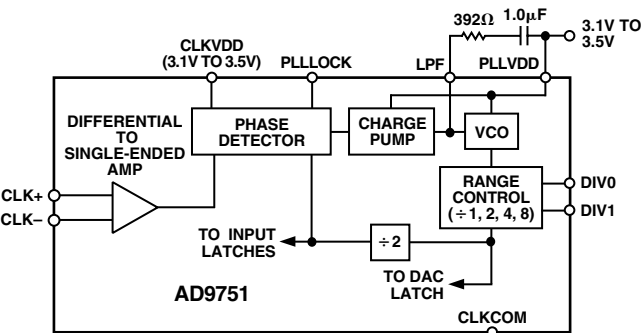 392Ω
1.0µF
3.1V TO
3.5V
CLKVDD
(3.1V TO 3.5V)
PLLLOCK
LPF
PLLVDD
DIFFERENTIAL
TO
SINGLE-ENDED
AMP
PHASE
DETECTOR
CHARGE
PUMP
VCO
CLK+
CLK–
RANGE
CONTROL
(÷1, 2, 4, 8)
DIV0
DIV1
TO INPUT
LATCHES
÷2
TO DAC
LATCH
AD9751
CLKCOM